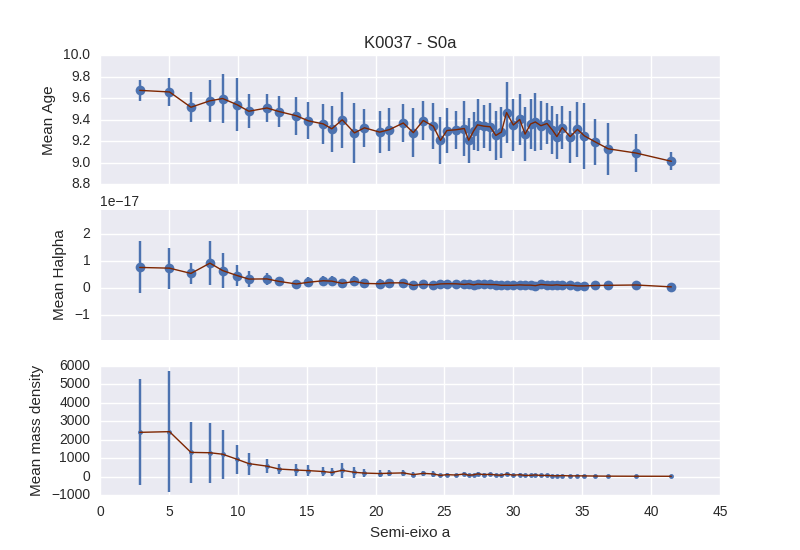 K0037 - S0a
Mean Age
10.0
9.8
9.6
9.4
9.2
9.0
8.8
1e−17
Mean Halpha
2
1
0
−1
Mean mass density
6000
5000
4000
3000
2000
1000
0
−1000
0 5 10 15 20 25 30 35 40 45
Semi-eixo a